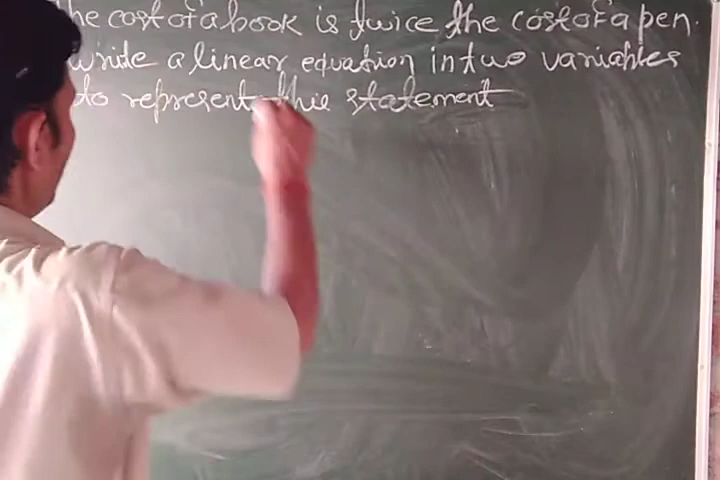 the cost of a book is twice the cost of a pen.
write a linear equation in two variables
to represent this statement